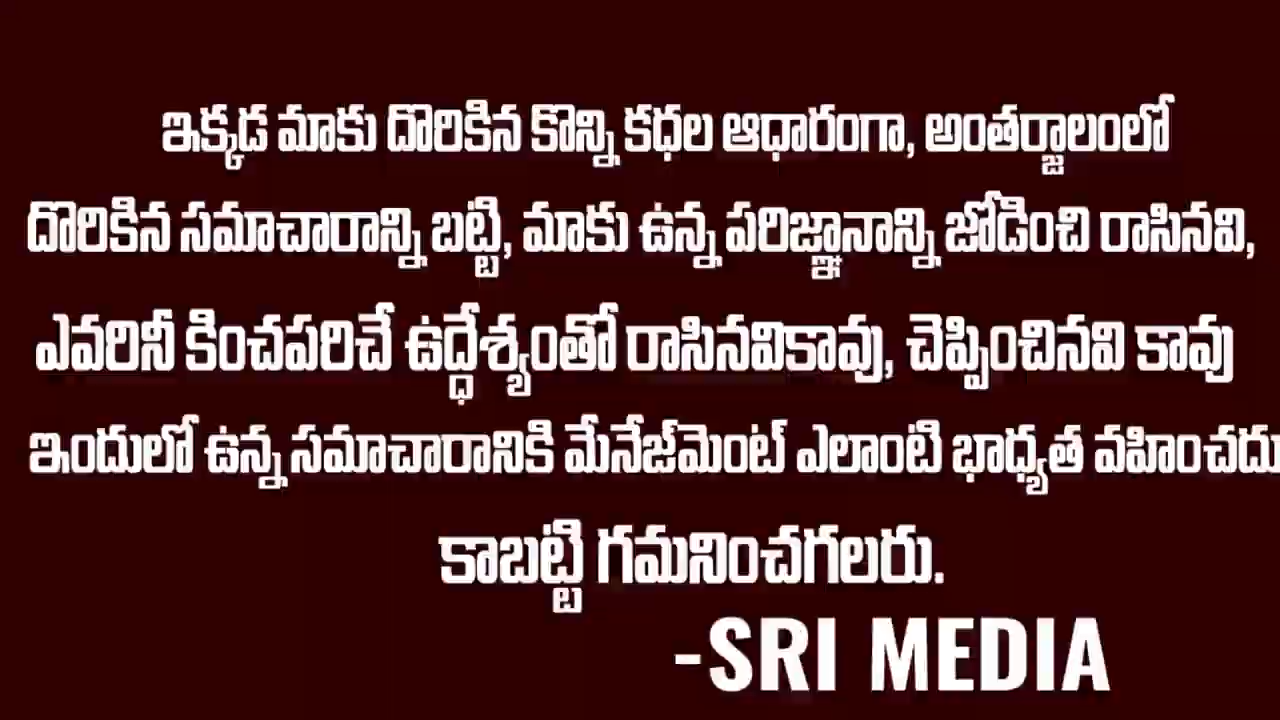 ఇక్కడ మాకు దొరికిన కొన్ని కధల ఆధారంగా, అంతర్జాలంలో
దొరికిన సమాచారాన్ని బట్టి, మాకు ఉన్న పరిజ్ఞానాన్ని జోడించి రాసినవి,
ఎవరినీ కించపరిచే ఉద్ధేశ్యంతో రాసినవికావు, చెప్పించినవి కావు
ఇందులో ఉన్న సమాచారానికి మేనేజ్‌మెంట్ ఎలాంటి భాధ్యత వహించదు
కాబట్టి గమనించగలరు.
-SRI MEDIA